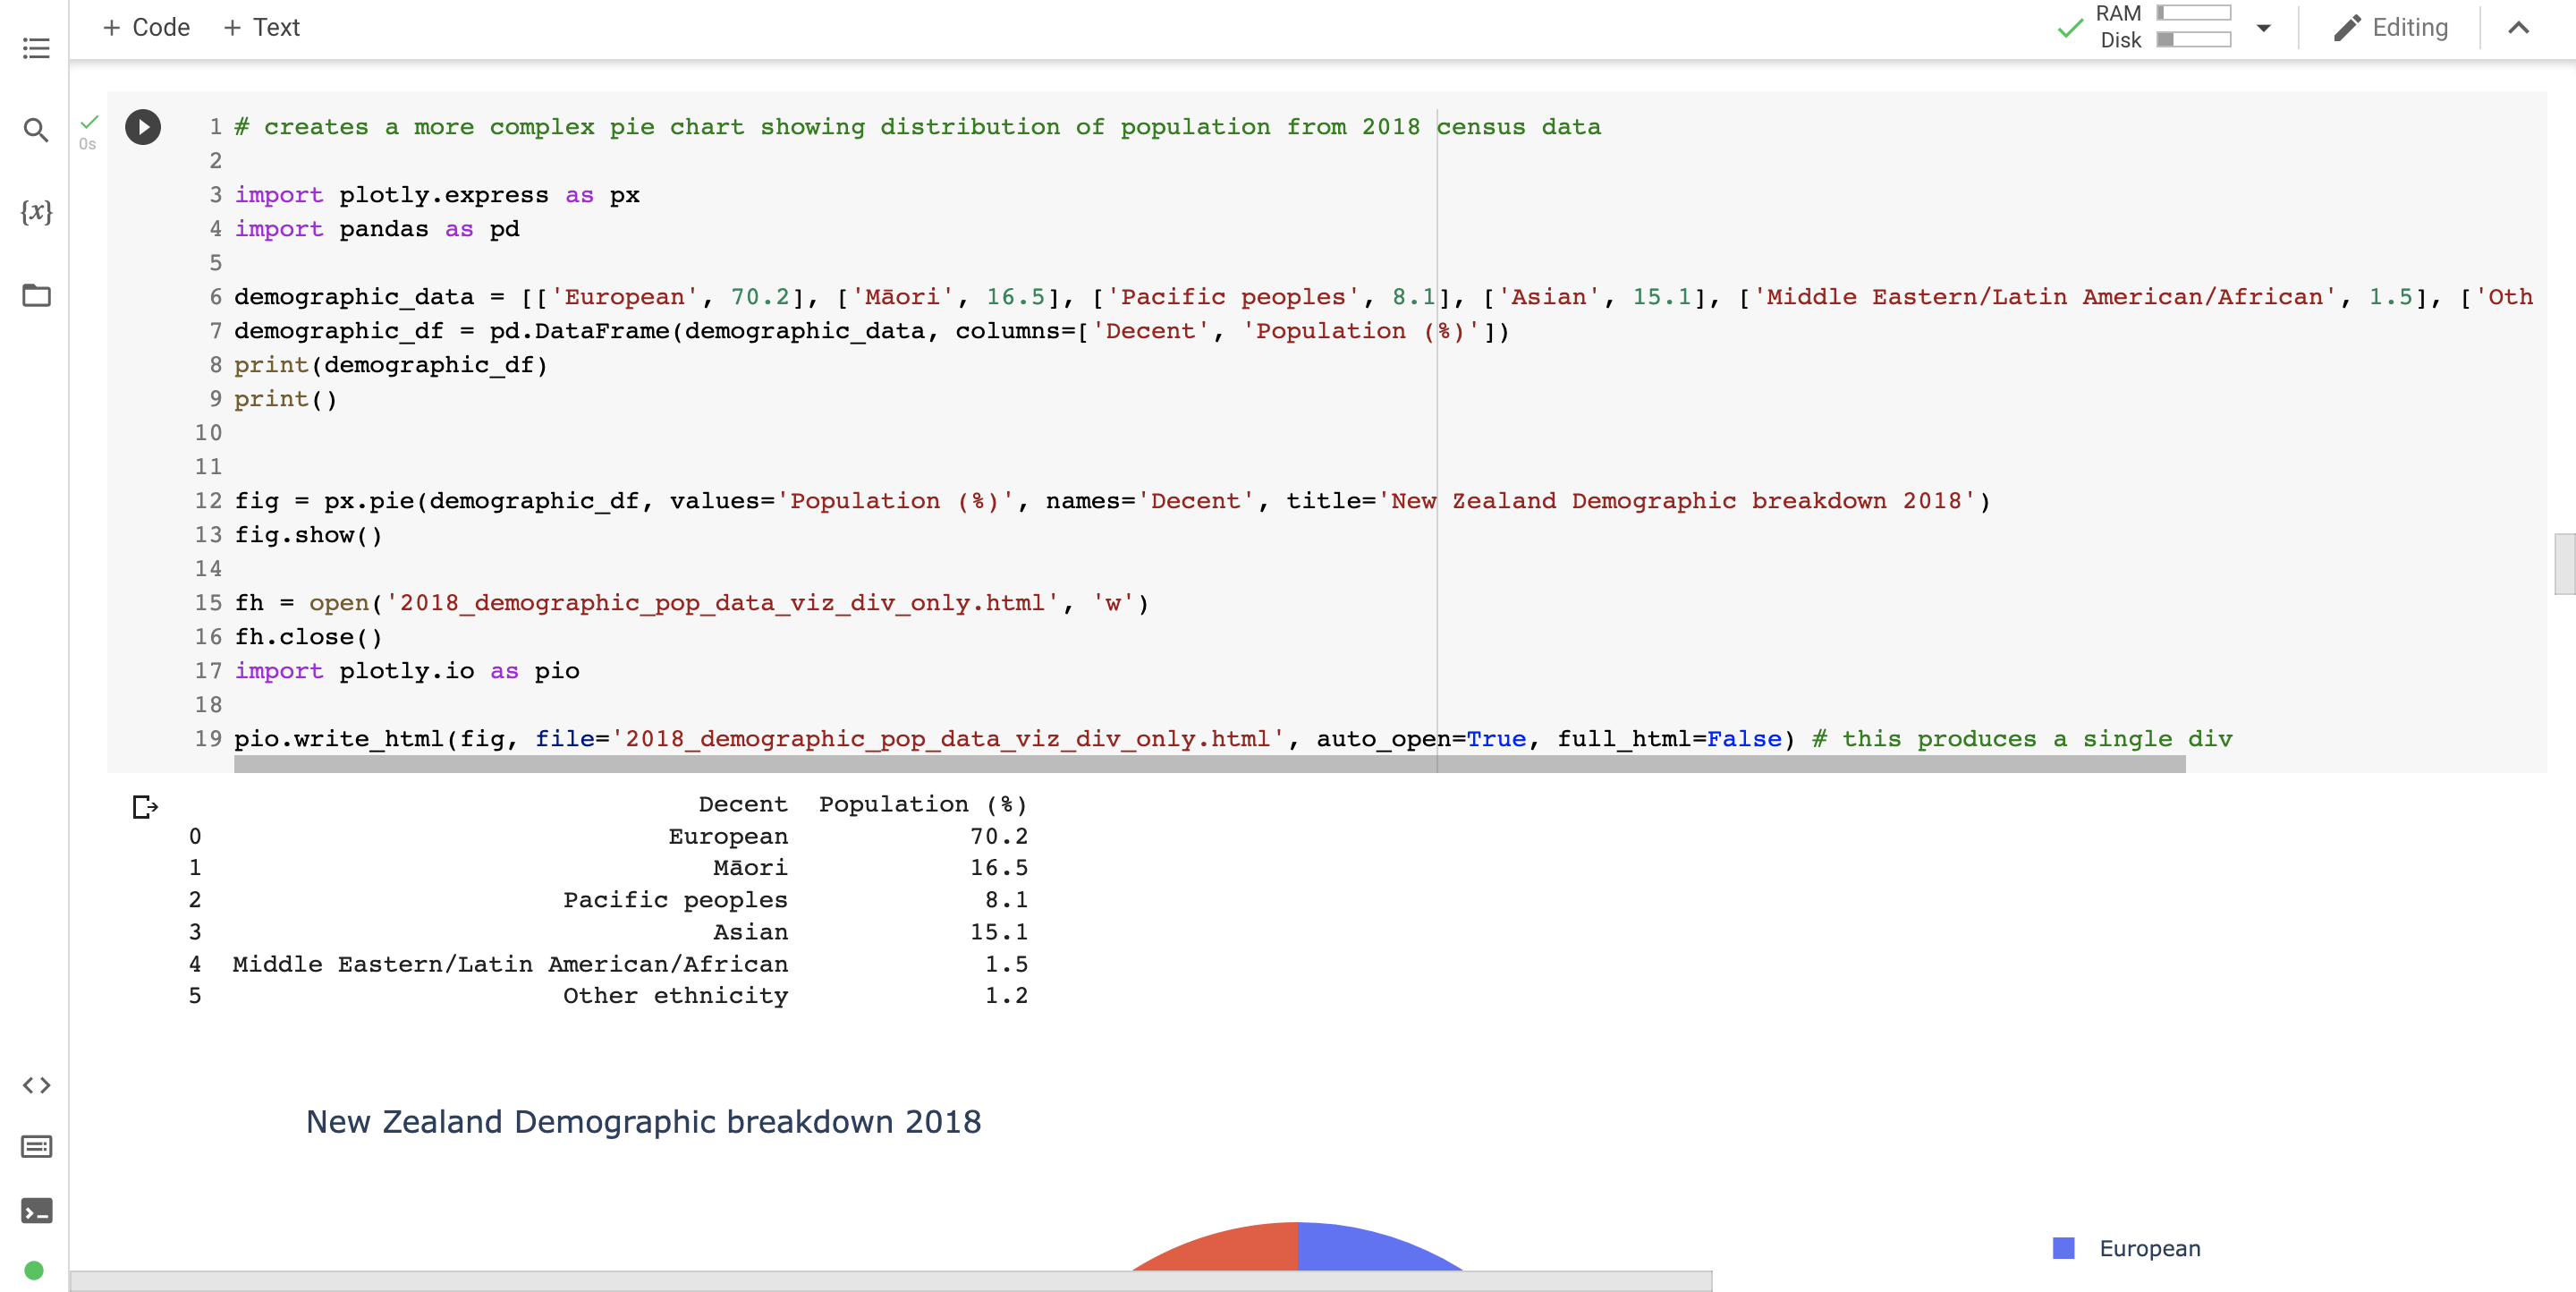 + Code + Text
RAM
Disk
Editing
{x}
0s
1 # creates a more complex pie chart showing distribution of population from 2018 census data
2
3 import plotly.express as px
4 import pandas as pd
5
6 demographic_data = [['European', 70.2], ['Māori', 16.5], ['Pacific peoples', 8.1], ['Asian', 15.1], ['Middle Eastern/Latin American/African', 1.5], ['Oth
7 demographic_df = pd.DataFrame(demographic_data, columns=['Decent', 'Population (%)'])
8 print(demographic_df)
9 print()
10
11
12 fig = px.pie(demographic_df, values='Population (%)', names='Decent', title='New Zealand Demographic breakdown 2018')
13 fig.show()
14
15 fh = open('2018_demographic_pop_data_viz_div_only.html', 'w')
16 fh.close()
17 import plotly.io as pio
18
19 pio.write_html(fig, file='2018_demographic_pop_data_viz_div_only.html', auto_open=True, full_html=False) # this produces a single div
Decent Population (%)
0 European 70.2
1 Māori 16.5
2 Pacific peoples 8.1
3 Asian 15.1
4 Middle Eastern/Latin American/African 1.5
5 Other ethnicity 1.2
New Zealand Demographic breakdown 2018
European